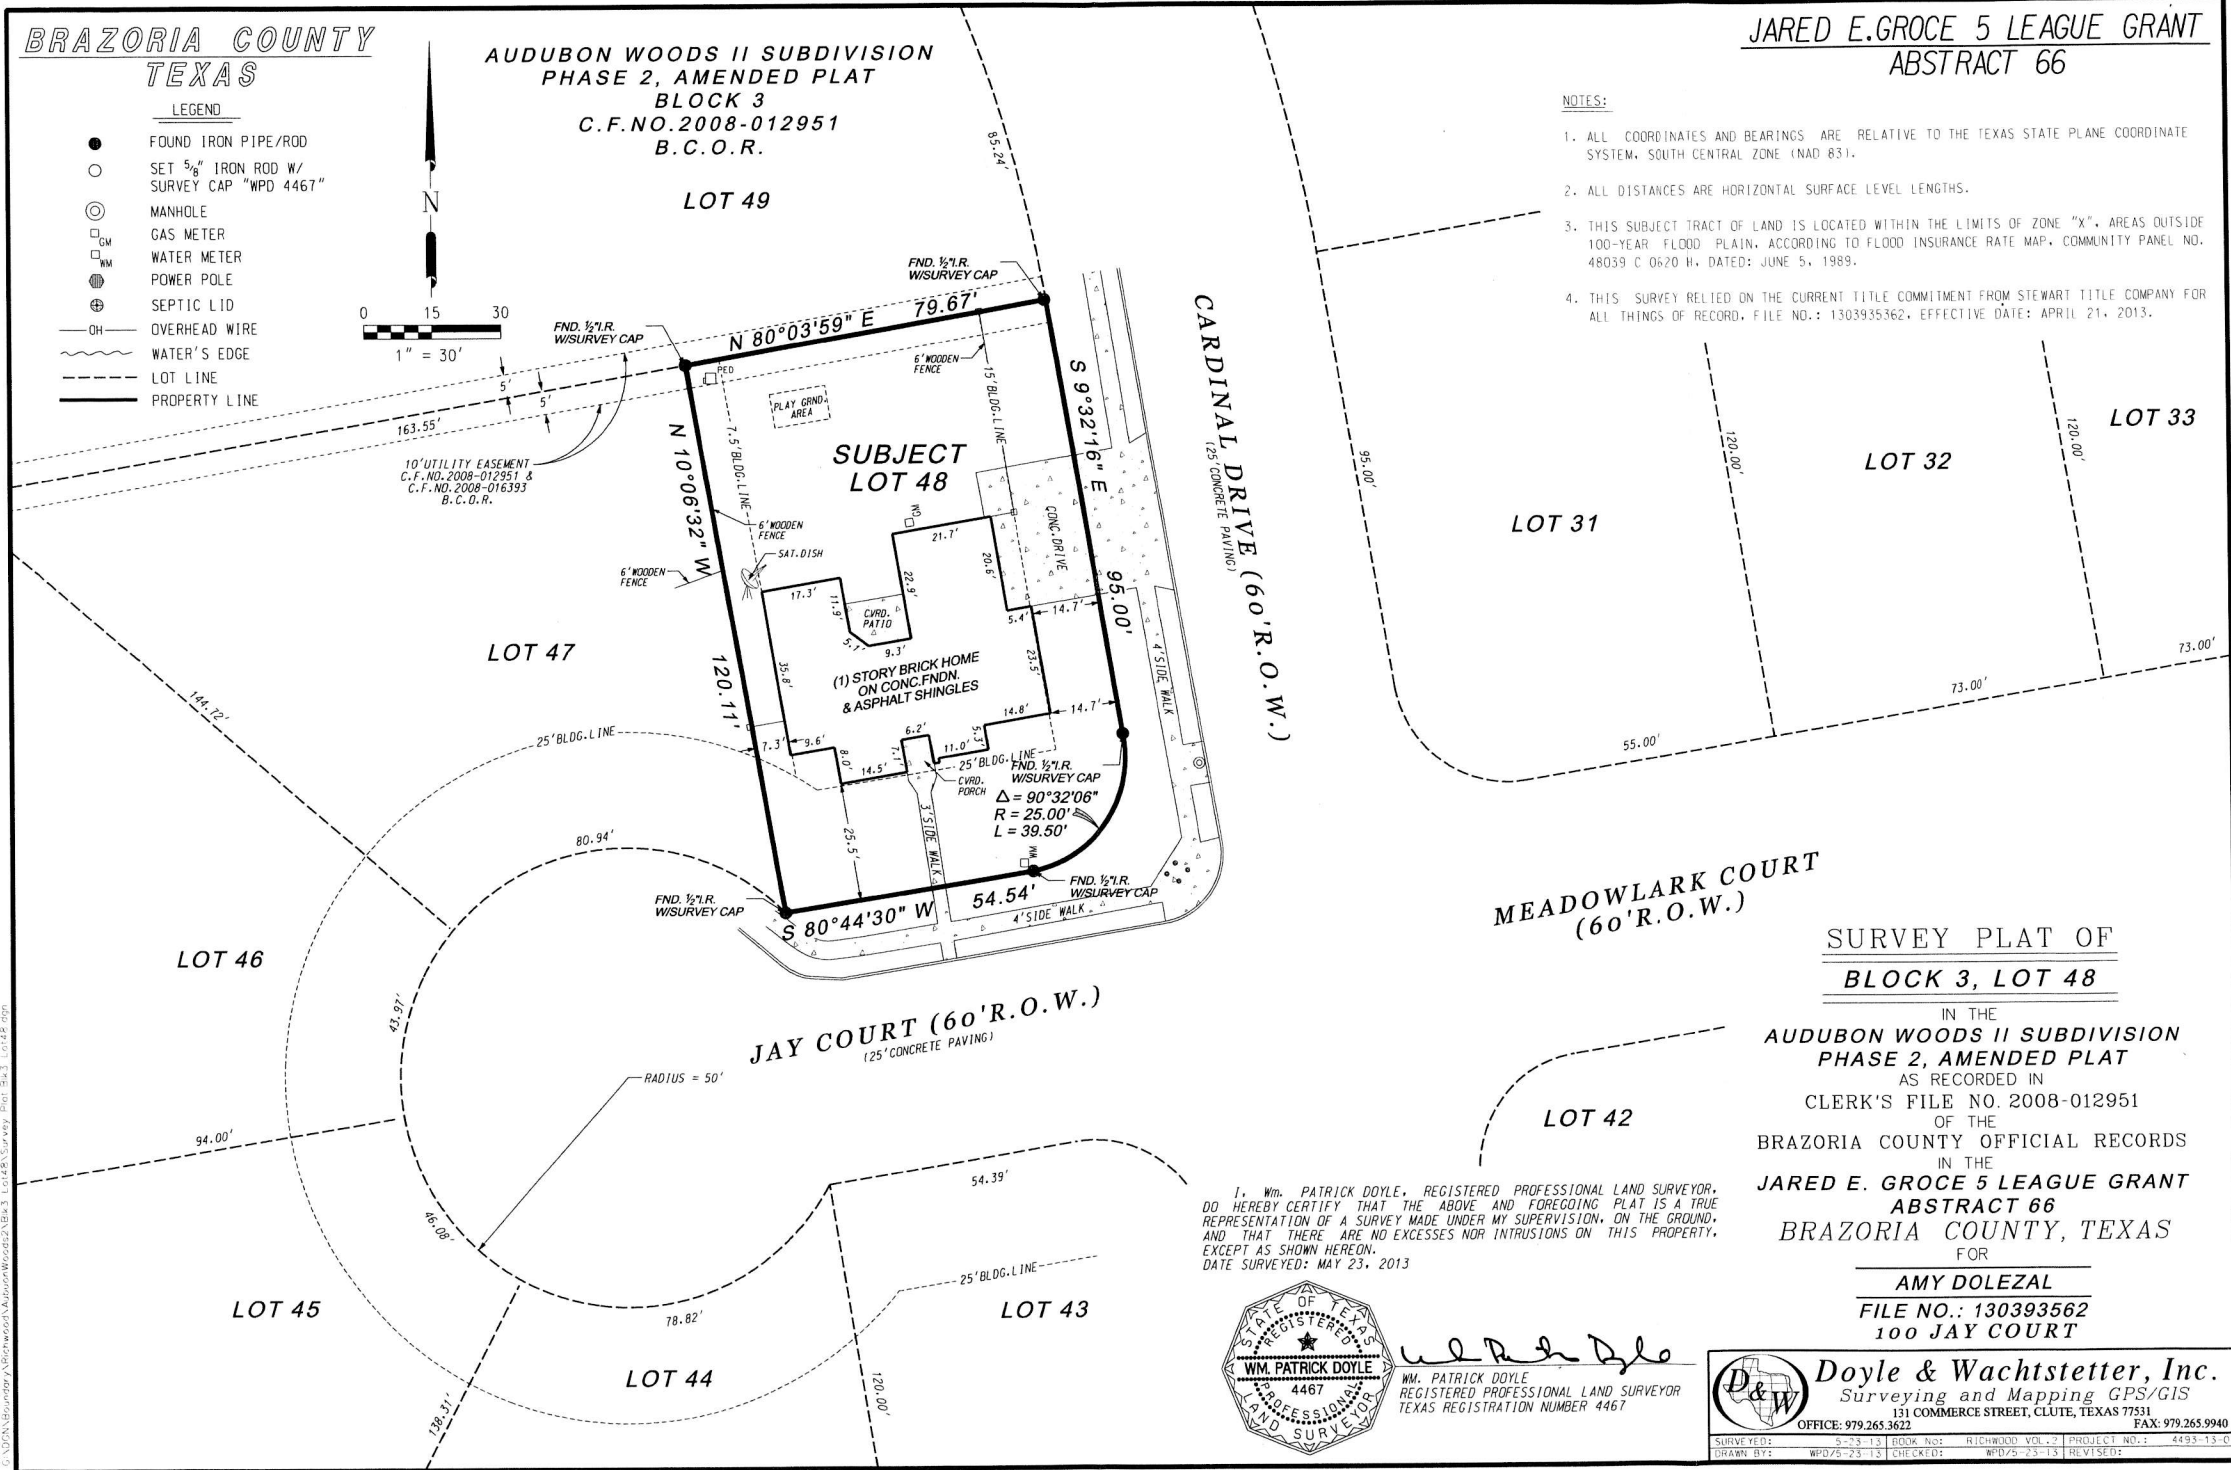 BRAZORIA COUNTY
TEXAS
LEGEND
FOUND IRON PIPE/ROD
SET 5/8" IRON ROD W/
SURVEY CAP "WPD 4467"
MANHOLE
GM GAS METER
WM WATER METER
POWER POLE
SEPTIC LID
OH OVERHEAD WIRE
WATER'S EDGE
LOT LINE
PROPERTY LINE
N
0 15 30
1" = 30'
AUDUBON WOODS II SUBDIVISION
PHASE 2, AMENDED PLAT
BLOCK 3
C.F.NO.2008-012951
B.C.O.R.
LOT 49
85.24'
JARED E.GROCE 5 LEAGUE GRANT
ABSTRACT 66
NOTES:
1. ALL COORDINATES AND BEARINGS ARE RELATIVE TO THE TEXAS STATE PLANE COORDINATE
SYSTEM, SOUTH CENTRAL ZONE (NAD 83).
2. ALL DISTANCES ARE HORIZONTAL SURFACE LEVEL LENGTHS.
3. THIS SUBJECT TRACT OF LAND IS LOCATED WITHIN THE LIMITS OF ZONE "X", AREAS OUTSIDE
100-YEAR FLOOD PLAIN, ACCORDING TO FLOOD INSURANCE RATE MAP, COMMUNITY PANEL NO.
48039 C 0620 H, DATED: JUNE 5, 1989.
4. THIS SURVEY RELIED ON THE CURRENT TITLE COMMITMENT FROM STEWART TITLE COMPANY FOR
ALL THINGS OF RECORD, FILE NO.: 1303935362, EFFECTIVE DATE: APRIL 21, 2013.
FND. 1/2" I.R.
W/SURVEY CAP
FND. 1/2" I.R.
W/SURVEY CAP
N 80°03'59" E 79.67'
5'
5'
163.55'
10' UTILITY EASEMENT
C.F.NO.2008-012951 &
C.F.NO.2008-016393
B.C.O.R.
PED
PLAY GRND.
AREA
6' WOODEN
FENCE
15' BLDG.LINE
7.5' BLDG.LINE
S 9°32'16" E
95.00'
N 10°06'32" W
120.11'
SUBJECT
LOT 48
6' WOODEN
FENCE
SAT.DISH
6' WOODEN
FENCE
GM
CONC.DRIVE
21.7'
20.6'
22.9'
17.3'
11.9'
CVRD.
PATIO
5.1'
9.3'
5.4'
14.7'
23.5'
35.8'
(1) STORY BRICK HOME
ON CONC.FNDN.
& ASPHALT SHINGLES
14.8'
14.7'
5.3'
6.2'
7.1'
11.0'
7.3'
9.6'
8.0'
14.5'
25' BLDG.LINE
25' BLDG.LINE
CVRD.
PORCH
FND. 1/2" I.R.
W/SURVEY CAP
Δ = 90°32'06"
R = 25.00'
L = 39.50'
25.5'
3' SIDE WALK
WM
FND. 1/2" I.R.
W/SURVEY CAP
FND. 1/2" I.R.
W/SURVEY CAP
S 80°44'30" W 54.54'
4' SIDE WALK
4' SIDE WALK
CARDINAL DRIVE (60'R.O.W.)
(25' CONCRETE PAVING)
95.00'
120.00'
120.00'
LOT 31
LOT 32
LOT 33
55.00'
73.00'
73.00'
LOT 47
144.72'
80.94'
LOT 46
43.97'
JAY COURT (60'R.O.W.)
(25' CONCRETE PAVING)
RADIUS = 50'
94.00'
46.08'
LOT 45
78.82'
138.31'
LOT 44
120.00'
54.39'
25' BLDG.LINE
LOT 43
LOT 42
MEADOWLARK COURT
(60'R.O.W.)
I, Wm. PATRICK DOYLE, REGISTERED PROFESSIONAL LAND SURVEYOR,
DO HEREBY CERTIFY THAT THE ABOVE AND FOREGOING PLAT IS A TRUE
REPRESENTATION OF A SURVEY MADE UNDER MY SUPERVISION, ON THE GROUND,
AND THAT THERE ARE NO EXCESSES NOR INTRUSIONS ON THIS PROPERTY,
EXCEPT AS SHOWN HEREON.
DATE SURVEYED: MAY 23, 2013
STATE OF TEXAS
REGISTERED
WM. PATRICK DOYLE
4467
PROFESSIONAL
LAND SURVEYOR
WM. PATRICK DOYLE
REGISTERED PROFESSIONAL LAND SURVEYOR
TEXAS REGISTRATION NUMBER 4467
SURVEY PLAT OF
BLOCK 3, LOT 48
IN THE
AUDUBON WOODS II SUBDIVISION
PHASE 2, AMENDED PLAT
AS RECORDED IN
CLERK'S FILE NO. 2008-012951
OF THE
BRAZORIA COUNTY OFFICIAL RECORDS
IN THE
JARED E. GROCE 5 LEAGUE GRANT
ABSTRACT 66
BRAZORIA COUNTY, TEXAS
FOR
AMY DOLEZAL
FILE NO.: 130393562
100 JAY COURT
D&W
Doyle & Wachtstetter, Inc.
Surveying and Mapping GPS/GIS
131 COMMERCE STREET, CLUTE, TEXAS 77531
OFFICE: 979.265.3622 FAX: 979.265.9940
SURVEYED: 5-23-13 BOOK No: RICHWOOD VOL.2 PROJECT NO.: 4493-13-0
DRAWN BY: WPD/5-23-13 CHECKED: WPD/5-23-13 REVISED: